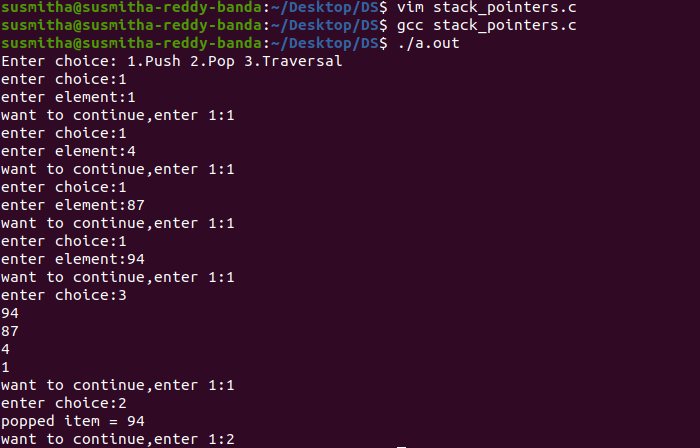 susmitha@susmitha-reddy-banda:~/Desktop/DS$ vim stack_pointers.c
susmitha@susmitha-reddy-banda:~/Desktop/DS$ gcc stack_pointers.c
susmitha@susmitha-reddy-banda:~/Desktop/DS$ ./a.out
Enter choice: 1.Push 2.Pop 3.Traversal
enter choice:1
enter element:1
want to continue,enter 1:1
enter choice:1
enter element:4
want to continue,enter 1:1
enter choice:1
enter element:87
want to continue,enter 1:1
enter choice:1
enter element:94
want to continue,enter 1:1
enter choice:3
94
87
4
1
want to continue,enter 1:1
enter choice:2
popped item = 94
want to continue,enter 1:2